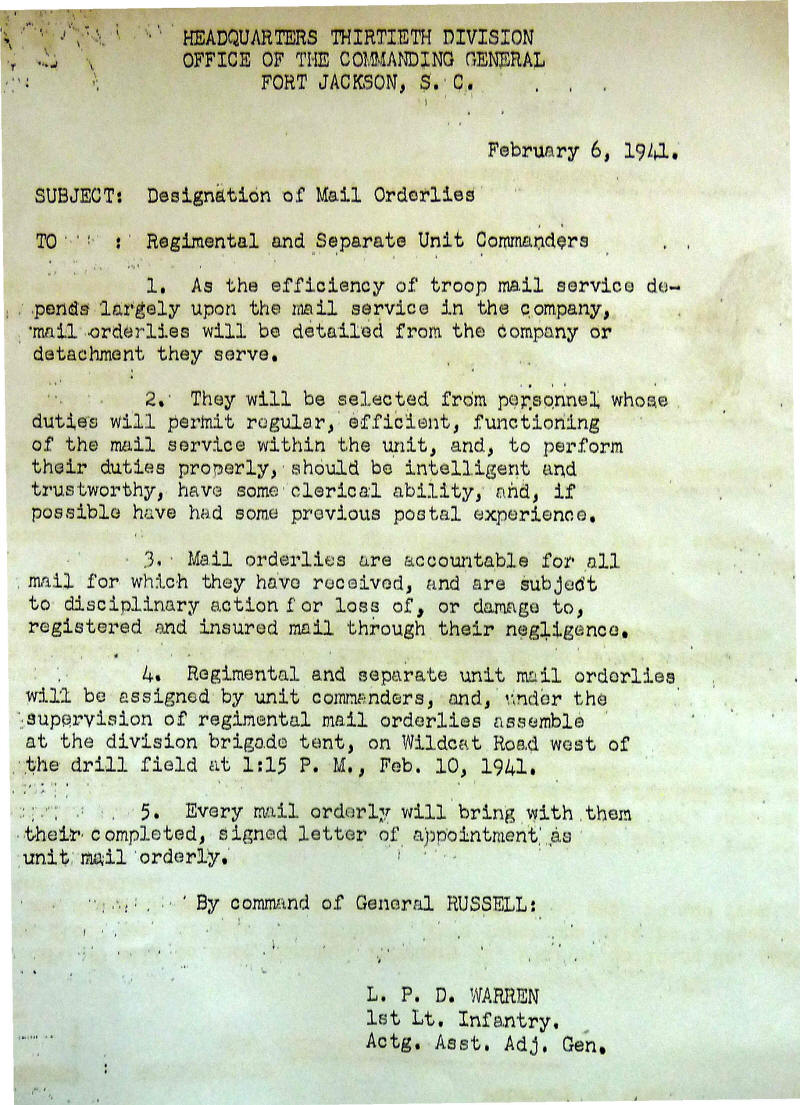 HEADQUARTERS THIRTIETH DIVISION
OFFICE OF THE COMMANDING GENERAL
FORT JACKSON, S. C.
February 6, 1941.
SUBJECT: Designation of Mail Orderlies
TO : Regimental and Separate Unit Commanders
1. As the efficiency of troop mail service de-
pends largely upon the mail service in the company,
mail orderlies will be detailed from the company or
detachment they serve.
2. They will be selected from personnel whose
duties will permit regular, efficient, functioning
of the mail service within the unit, and, to perform
their duties properly, should be intelligent and
trustworthy, have some clerical ability, and, if
possible have had some previous postal experience.
3. Mail orderlies are accountable for all
mail for which they have received, and are subject
to disciplinary action for loss of, or damage to,
registered and insured mail through their negligence.
4. Regimental and separate unit mail orderlies
will be assigned by unit commanders, and, under the
supervision of regimental mail orderlies assemble
at the division brigade tent, on Wildcat Road west of
the drill field at 1:15 P. M., Feb. 10, 1941.
5. Every mail orderly will bring with them
their completed, signed letter of appointment as
unit mail orderly.
By command of General RUSSELL:
L. P. D. WARREN
1st Lt. Infantry.
Actg. Asst. Adj. Gen.